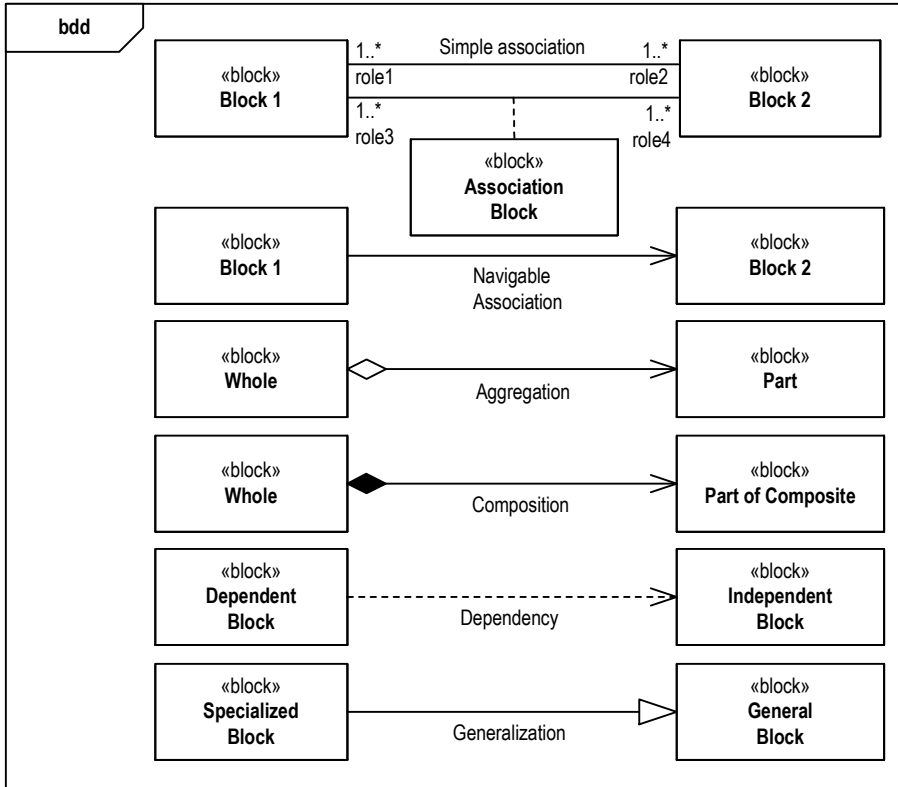 bdd
«block»
Block 1
1..*
role1
Simple association
1..*
role2
«block»
Block 2
1..*
role3
1..*
role4
«block»
Association
Block
«block»
Block 1
Navigable
Association
«block»
Block 2
«block»
Whole
Aggregation
«block»
Part
«block»
Whole
Composition
«block»
Part of Composite
«block»
Dependent
Block
Dependency
«block»
Independent
Block
«block»
Specialized
Block
Generalization
«block»
General
Block